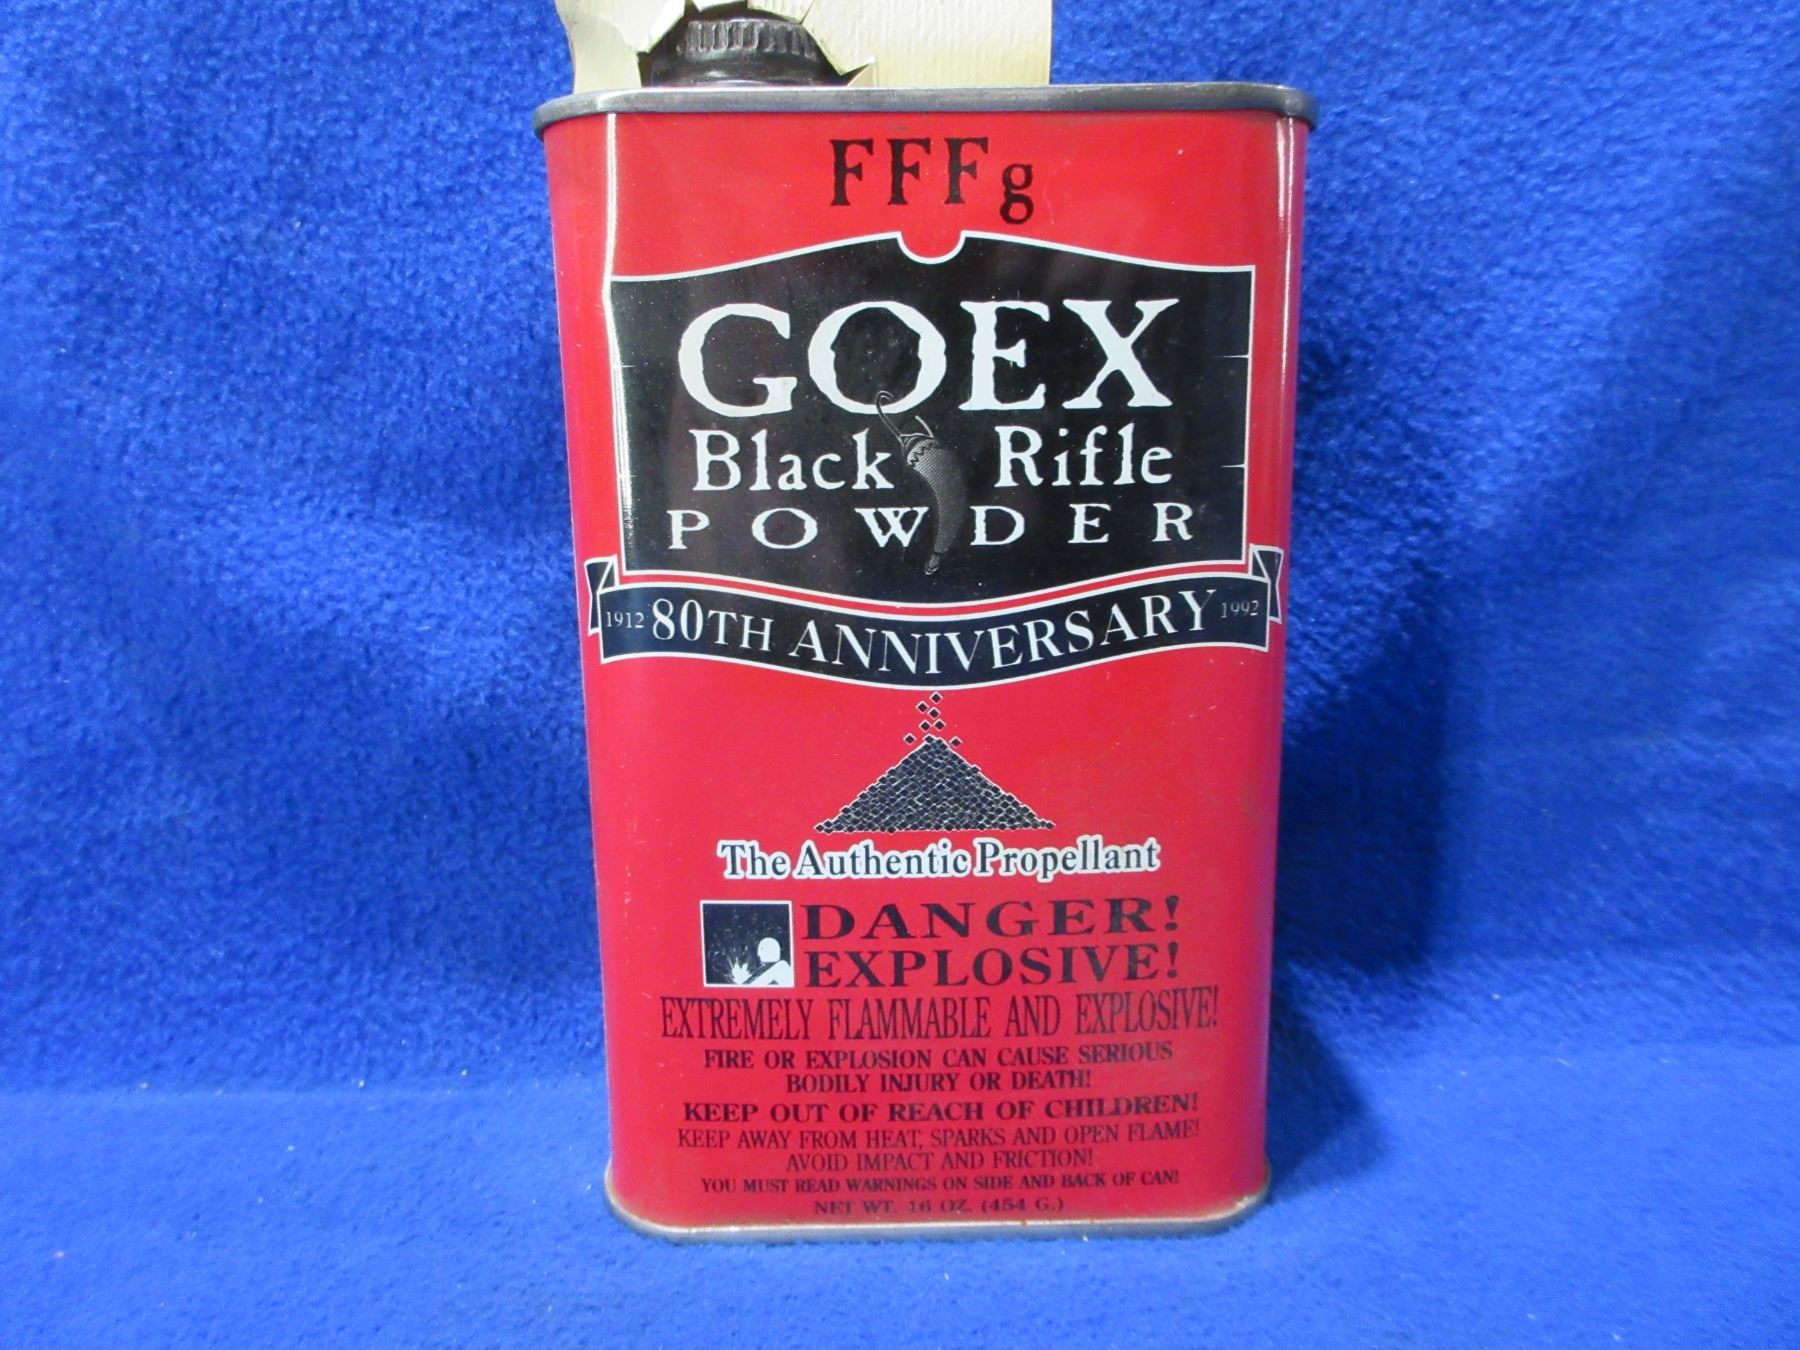 FFFg
GOEX
Black Rifle
POWDER
1912 80TH ANNIVERSARY 1992
The Authentic Propellant
DANGER!
EXPLOSIVE!
EXTREMELY FLAMMABLE AND EXPLOSIVE!
FIRE OR EXPLOSION CAN CAUSE SERIOUS
BODILY INJURY OR DEATH!
KEEP OUT OF REACH OF CHILDREN!
KEEP AWAY FROM HEAT, SPARKS AND OPEN FLAME!
AVOID IMPACT AND FRICTION!
YOU MUST READ WARNINGS ON SIDE AND BACK OF CAN!
NET WT. 16 OZ. (454 G.)